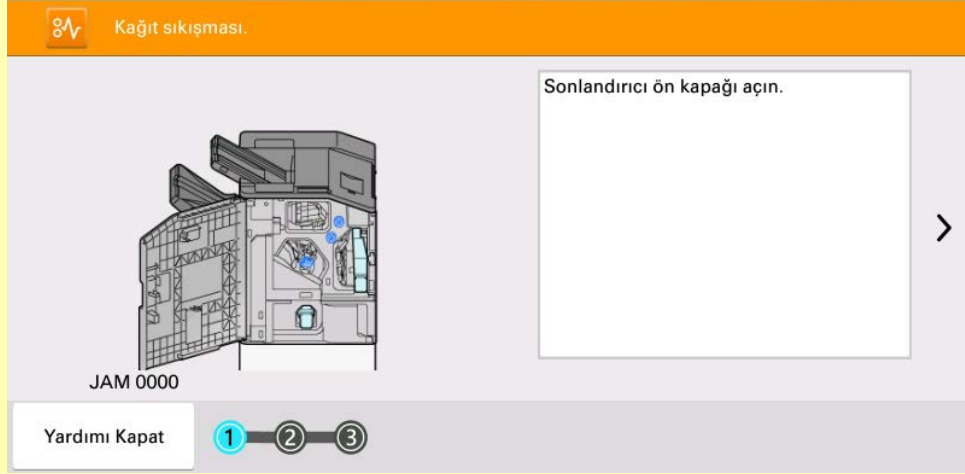 Kağıt sıkışması.
Sonlandırıcı ön kapağı açın.
JAM 0000
Yardımı Kapat
1 2 3